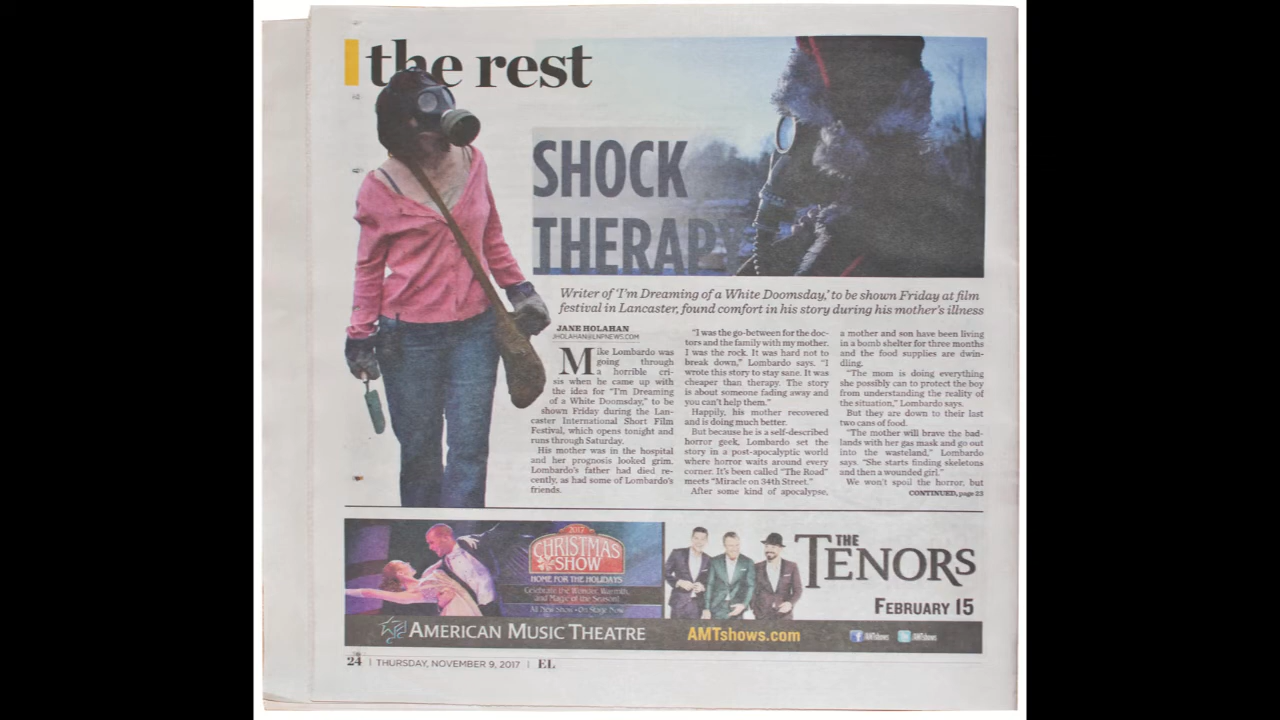 the rest
SHOCK
THERAPY
Writer of 'I'm Dreaming of a White Doomsday,' to be shown Friday at film
festival in Lancaster, found comfort in his story during his mother's illness
JANE HOLAHAN
JHOLAHAN@LNPNEWS.COM
Mike Lombardo was
going through
a horrible cri-
sis when he came up with
the idea for "I'm Dreaming
of a White Doomsday," to be
shown Friday during the Lan-
caster International Short Film
Festival, which opens tonight and
runs through Saturday.
His mother was in the hospital
and her prognosis looked grim.
Lombardo's father had died re-
cently, as had some of Lombardo's
friends.
"I was the go-between for the doc-
tors and the family with my mother.
I was the rock. It was hard not to
break down," Lombardo says. "I
wrote this story to stay sane. It was
cheaper than therapy. The story
is about someone fading away and
you can't help them."
Happily, his mother recovered
and is doing much better.
But because he is a self-described
horror geek, Lombardo set the
story in a post-apocalyptic world
where horror waits around every
corner. It's been called "The Road"
meets "Miracle on 34th Street."
After some kind of apocalypse,
a mother and son have been living
in a bomb shelter for three months
and the food supplies are dwin-
dling.
"The mom is doing everything
she possibly can to protect the boy
from understanding the reality of
the situation," Lombardo says.
But they are down to their last
two cans of food.
"The mother will brave the bad-
lands with her gas mask and go out
into the wasteland," Lombardo
says. "She starts finding skeletons
and then a wounded girl."
We won't spoil the horror, but
CONTINUED, page 23
2017
CHRISTMAS
SHOW
HOME FOR THE HOLIDAYS
Celebrate the Wonder, Warmth,
and Magic of the Season!
All New Show • On Stage Now
THE
TENORS
FEBRUARY 15
AMERICAN MUSIC THEATRE
AMTshows.com
AMTshows
AMTshows
24 | THURSDAY, NOVEMBER 9, 2017 | EL